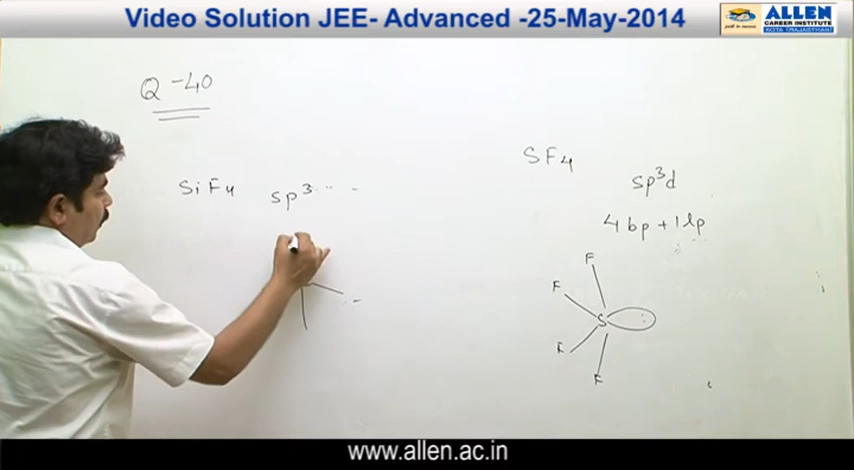 Video Solution JEE- Advanced -25-May-2014
ALLEN
CAREER INSTITUTE
KOTA (RAJASTHAN)
Q-40
SiF4 sp³
SF4
sp³d
4 bp + 1 lp
F
F
S
F
F
www.allen.ac.in